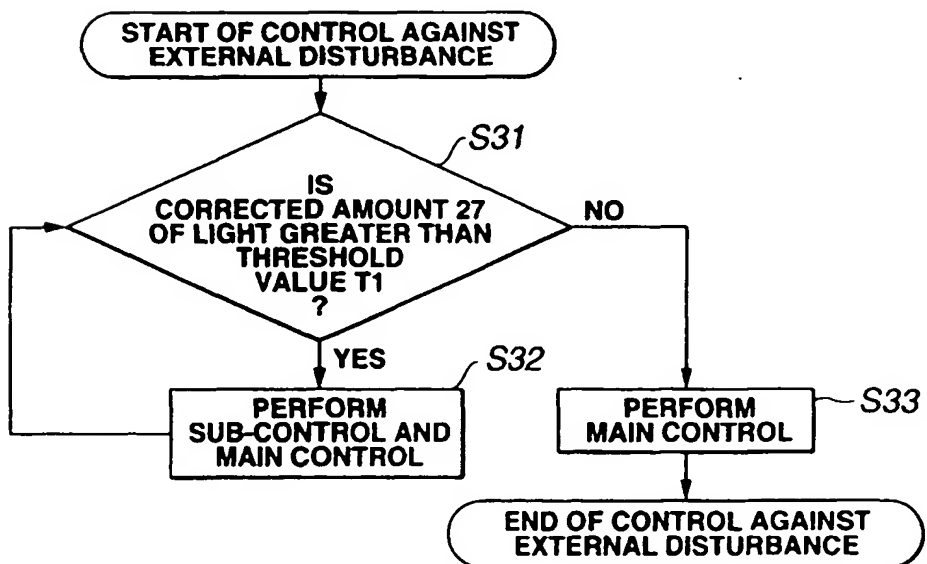 START OF CONTROL AGAINST
EXTERNAL DISTURBANCE
S31
IS
CORRECTED AMOUNT 27
OF LIGHT GREATER THAN
THRESHOLD
VALUE T1
?
NO
YES
S32
PERFORM
SUB-CONTROL AND
MAIN CONTROL
S33
PERFORM
MAIN CONTROL
END OF CONTROL AGAINST
EXTERNAL DISTURBANCE